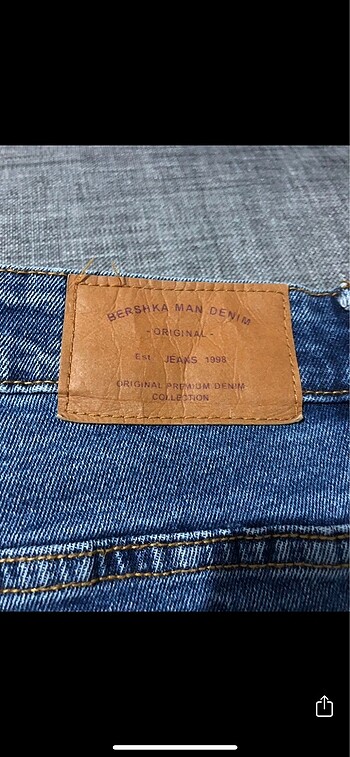 BERSHKA MAN DENIM
- ORIGINAL -
Est. JEANS 1998
ORIGINAL PREMIUM DENIM
COLLECTION